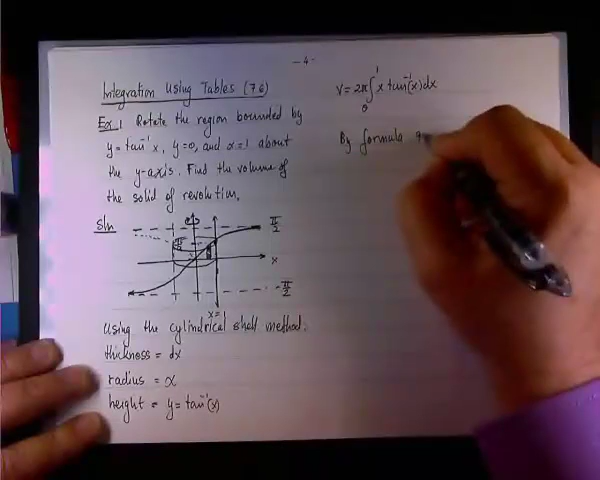 - 4 -
Integration Using Tables (7.6)
Ex 1 Rotate the region bounded by
y = tan⁻¹x, y=0, and x=1 about
the y-axis. Find the volume of
the solid of revolution.
Sln
π/2
x
-π/2
x=
Using the cylindrical shell method:
thickness = dx
radius = x
height = y = tan⁻¹(x)
V = 2π ∫₀¹ x tan⁻¹(x) dx
By formula 9